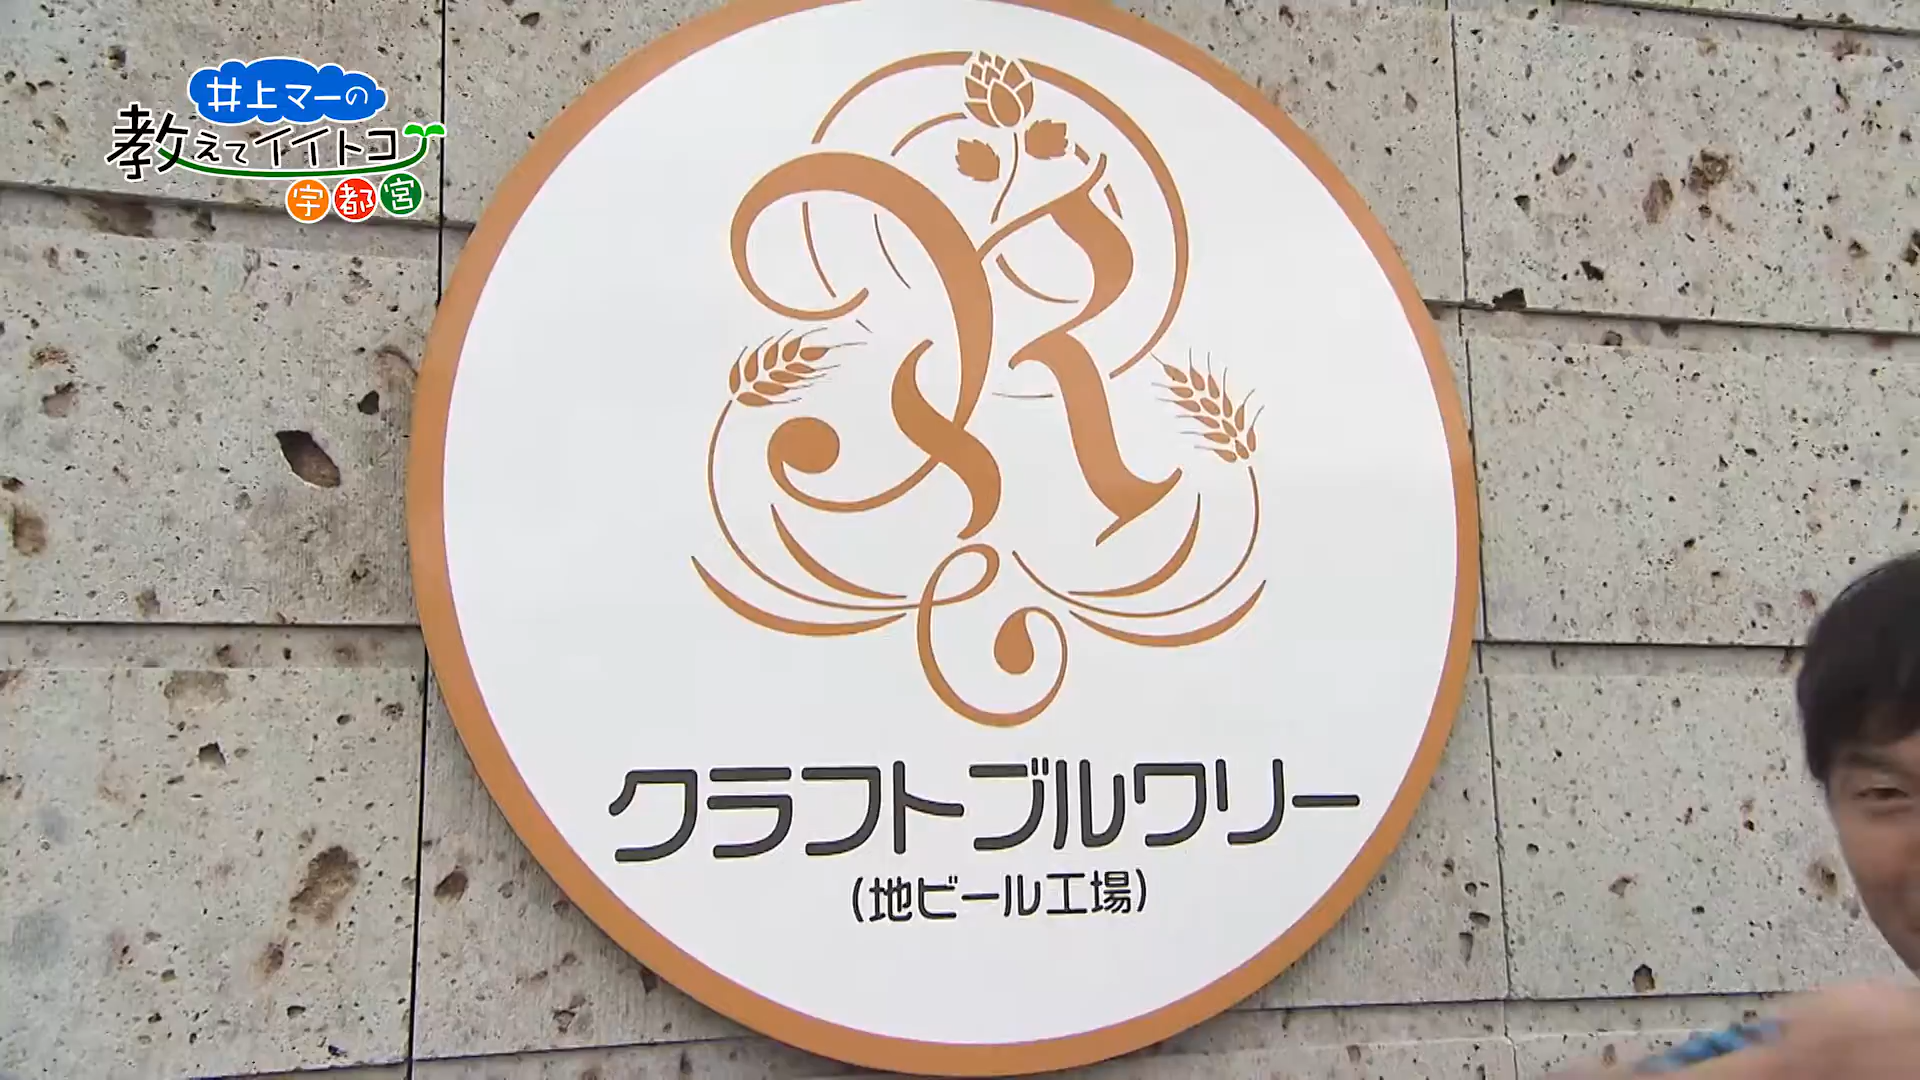 井上マーの
教えてイイトコ
宇都宮
R
クラフトブルワリー
(地ビール工場)